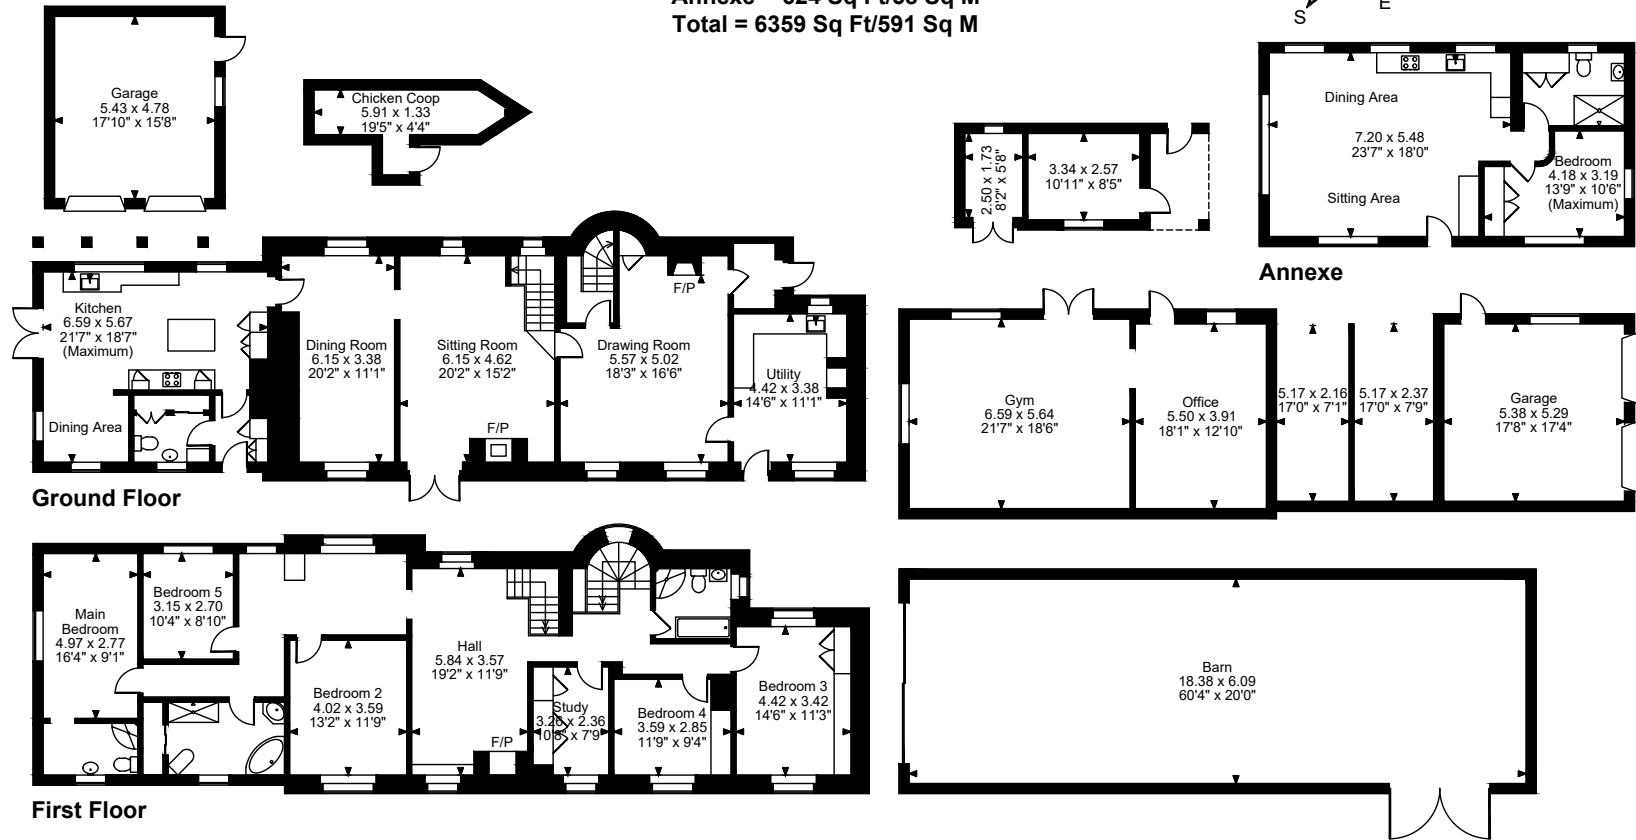 Annexe = 624 Sq Ft/58 Sq M
Total = 6359 Sq Ft/591 Sq M
S
E
Garage
5.43 x 4.78
17'10" x 15'8"
Chicken Coop
5.91 x 1.33
19'5" x 4'4"
2.50 x 1.73
8'2" x 5'8"
3.34 x 2.57
10'11" x 8'5"
Dining Area
7.20 x 5.48
23'7" x 18'0"
Sitting Area
Bedroom
4.18 x 3.19
13'9" x 10'6"
(Maximum)
Annexe
Kitchen
6.59 x 5.67
21'7" x 18'7"
(Maximum)
Dining Area
Dining Room
6.15 x 3.38
20'2" x 11'1"
Sitting Room
6.15 x 4.62
20'2" x 15'2"
F/P
F/P
Drawing Room
5.57 x 5.02
18'3" x 16'6"
Utility
4.42 x 3.38
14'6" x 11'1"
Ground Floor
Gym
6.59 x 5.64
21'7" x 18'6"
Office
5.50 x 3.91
18'1" x 12'10"
5.17 x 2.16
17'0" x 7'1"
5.17 x 2.37
17'0" x 7'9"
Garage
5.38 x 5.29
17'8" x 17'4"
Main
Bedroom
4.97 x 2.77
16'4" x 9'1"
Bedroom 5
3.15 x 2.70
10'4" x 8'10"
Bedroom 2
4.02 x 3.59
13'2" x 11'9"
Hall
5.84 x 3.57
19'2" x 11'9"
F/P
Study
3.26 x 2.36
10'8" x 7'9"
Bedroom 4
3.59 x 2.85
11'9" x 9'4"
Bedroom 3
4.42 x 3.42
14'6" x 11'3"
First Floor
Barn
18.38 x 6.09
60'4" x 20'0"